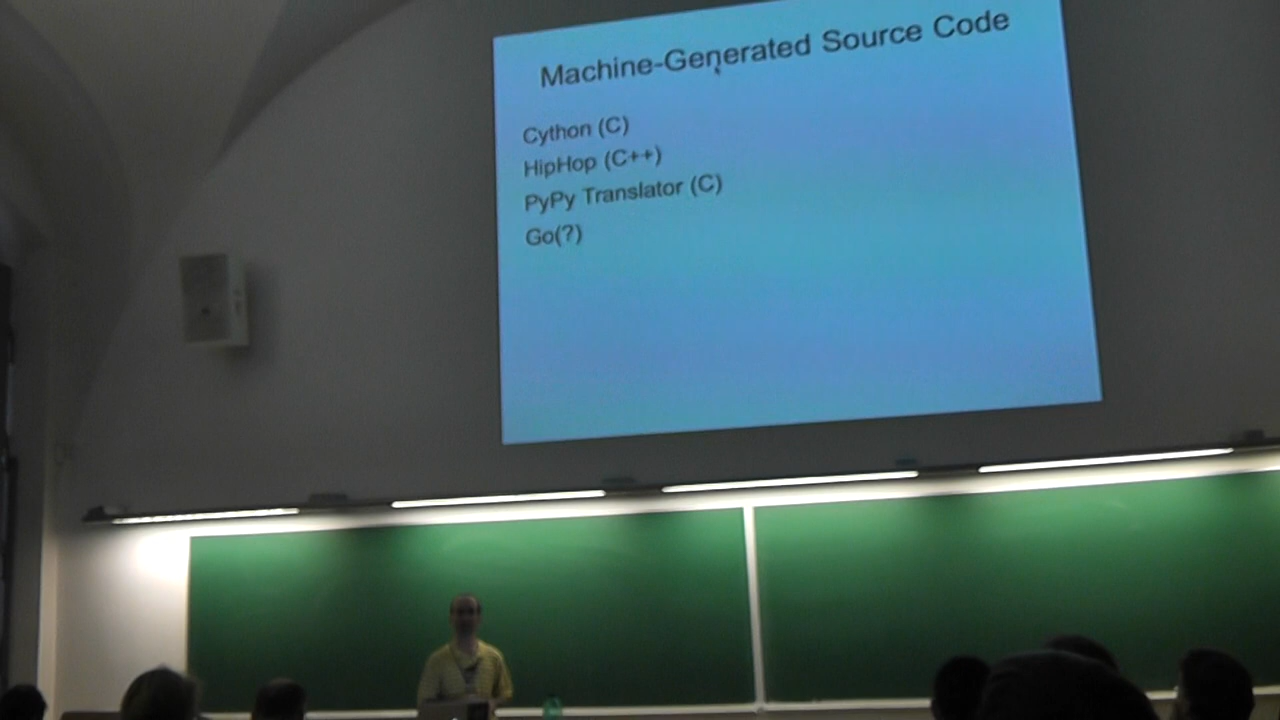 Machine-Generated Source Code
Cython (C)
HipHop (C++)
PyPy Translator (C)
Go(?)